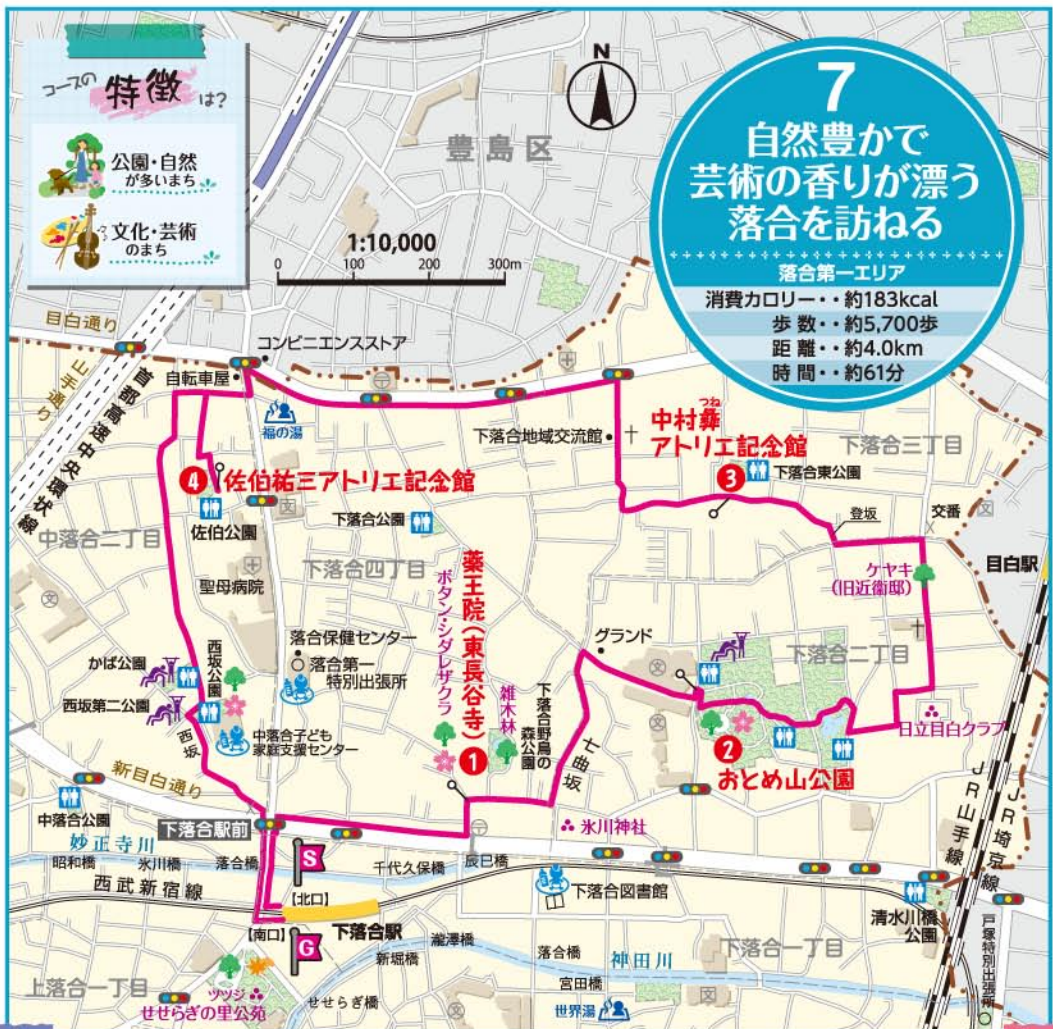 コースの
特徴
は?
公園・自然
が多いまち
文化・芸術
のまち
N
豊島区
1:10,000
0 100 200 300m
7
自然豊かで
芸術の香りが漂う
落合を訪ねる
落合第一エリア
消費カロリー・・約183kcal
歩 数・・約5,700歩
距 離・・約4.0km
時 間・・約61分
目白通り
山手通り
首都高速中央環状線
コンビニエンスストア
自転車屋
福の湯
下落合地域交流館
中村彝
つね
アトリエ記念館
3
下落合東公園
下落合三丁目
登坂
交番
文
目白駅
ケヤキ
(旧近衛邸)
4
佐伯祐三アトリエ記念館
佐伯公園
文
中落合二丁目
文
聖母病院
下落合公園
下落合四丁目
薬王院(東長谷寺)
ボタン・シダレザクラ
1
落合保健センター
落合第一
特別出張所
かば公園
西坂公園
西坂第二公園
西坂
中落合子ども
家庭支援センター
雑木林
下落合野鳥の
森公園
七曲坂
グランド
文
下落合二丁目
2
おとめ山公園
日立目白クラブ
新目白通り
中落合公園
下落合駅前
妙正寺川
昭和橋
氷川橋
落合橋
S
千代久保橋
辰巳橋
氷川神社
西武新宿線
【北口】
【南口】
下落合駅
G
下落合図書館
清水川橋
公園
JR山手線
JR埼京線
戸塚特別出張所
上落合一丁目
ツツジ
せせらぎの里公苑
せせらぎ橋
瀧澤橋
新堀橋
落合橋
宮田橋
神田川
下落合一丁目
世界湯